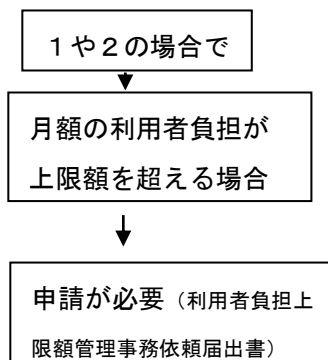 １や２の場合で
月額の利用者負担が
上限額を超える場合
申請が必要（利用者負担上
限額管理事務依頼届出書）